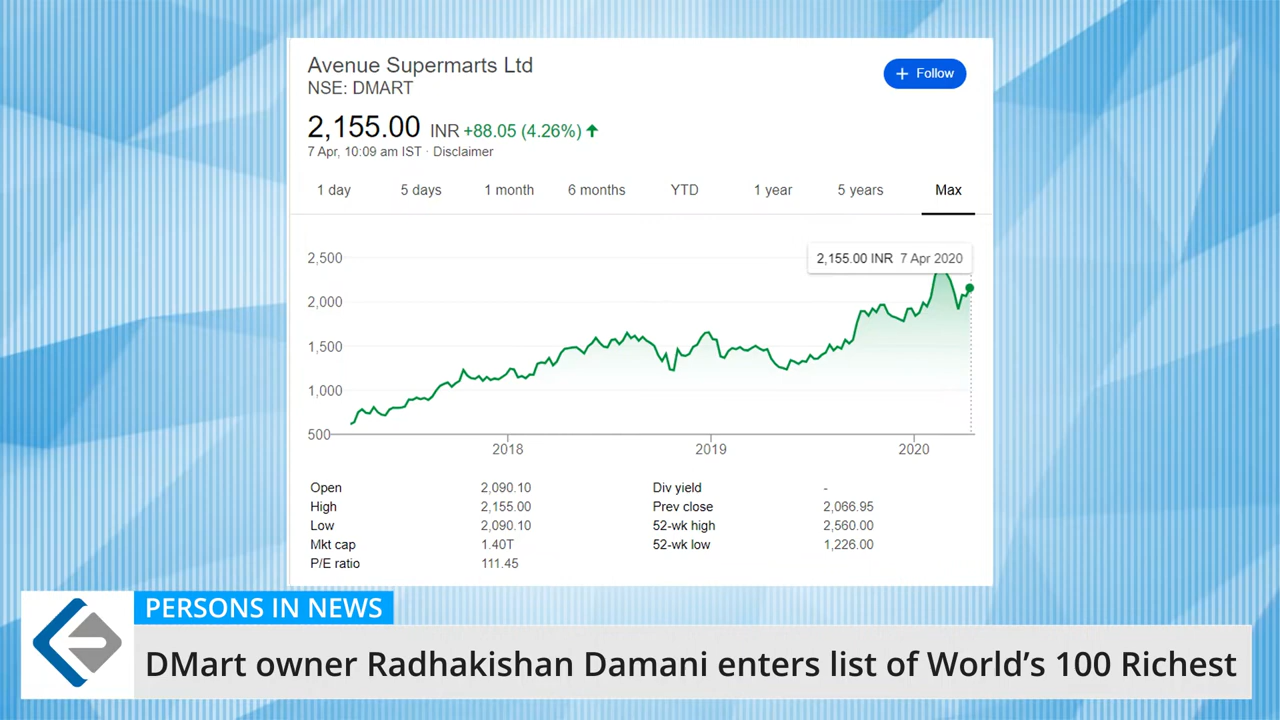 Avenue Supermarts Ltd
NSE: DMART
+ Follow
2,155.00 INR +88.05 (4.26%) ↑
7 Apr, 10:09 am IST · Disclaimer
1 day 5 days 1 month 6 months YTD 1 year 5 years Max
2,155.00 INR 7 Apr 2020
2,500
2,000
1,500
1,000
500
2018 2019 2020
Open 2,090.10 Div yield -
High 2,155.00 Prev close 2,066.95
Low 2,090.10 52-wk high 2,560.00
Mkt cap 1.40T 52-wk low 1,226.00
P/E ratio 111.45
PERSONS IN NEWS
DMart owner Radhakishan Damani enters list of World's 100 Richest